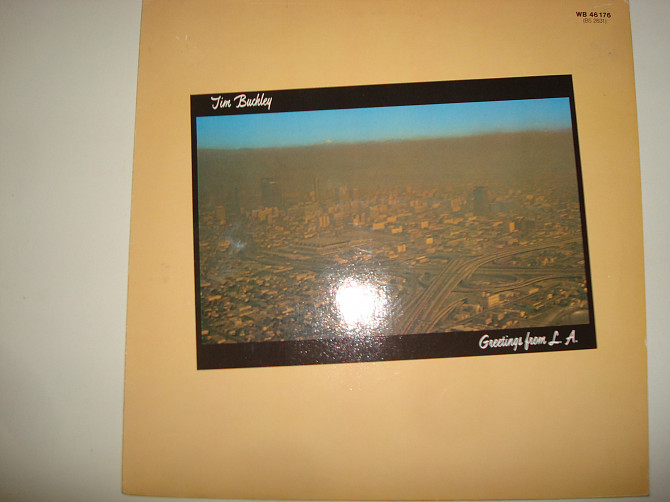 WB 46176
(BS 2631)
Tim Buckley
Greetings from L. A.